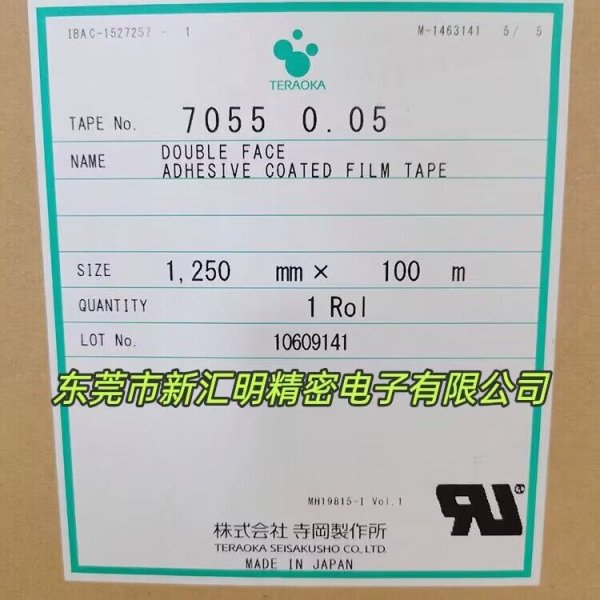 IBAC-1527257 - 1 M-1463141 5/ 5
TERAOKA
TAPE No. 7055 0.05
NAME DOUBLE FACE
ADHESIVE COATED FILM TAPE
SIZE 1,250 mm × 100 m
QUANTITY 1 Rol
LOT No. 10609141
东莞市新汇明精密电子有限公司
MH19815-I Vol.1
株式会社 寺岡製作所
TERAOKA SEISAKUSHO CO., LTD.
MADE IN JAPAN